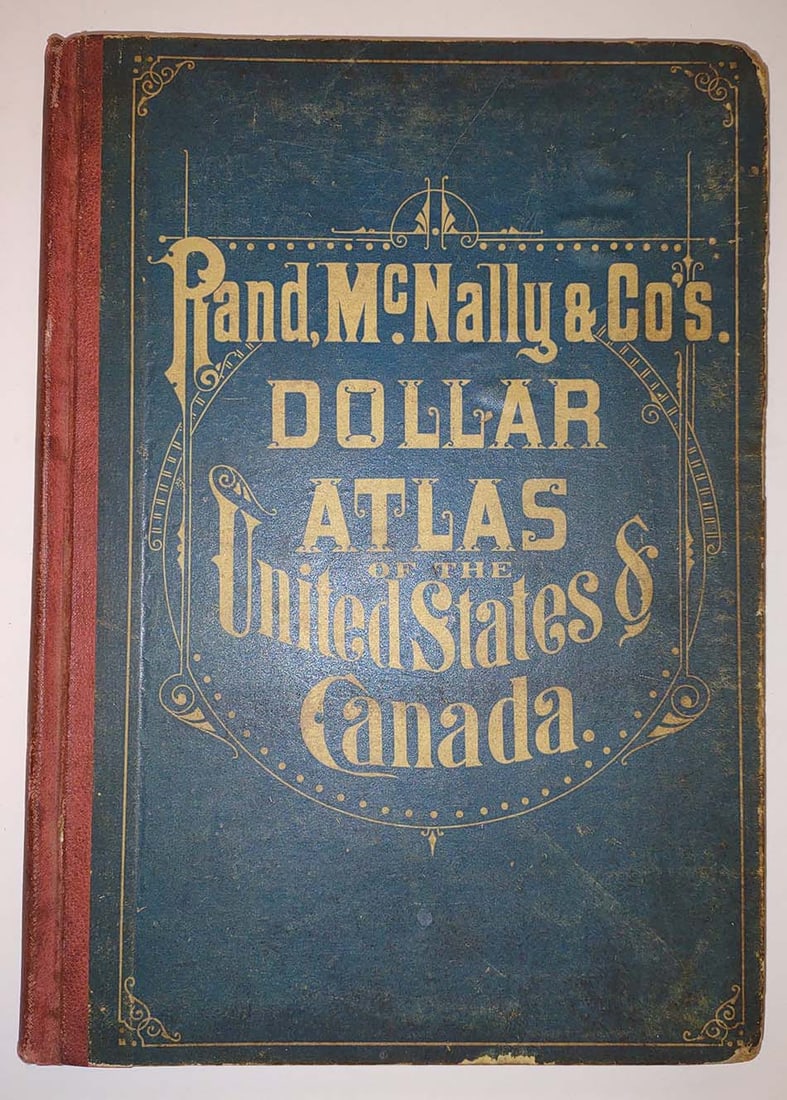 Rand, McNally & Co's.
DOLLAR
ATLAS
OF THE
United States &
Canada.